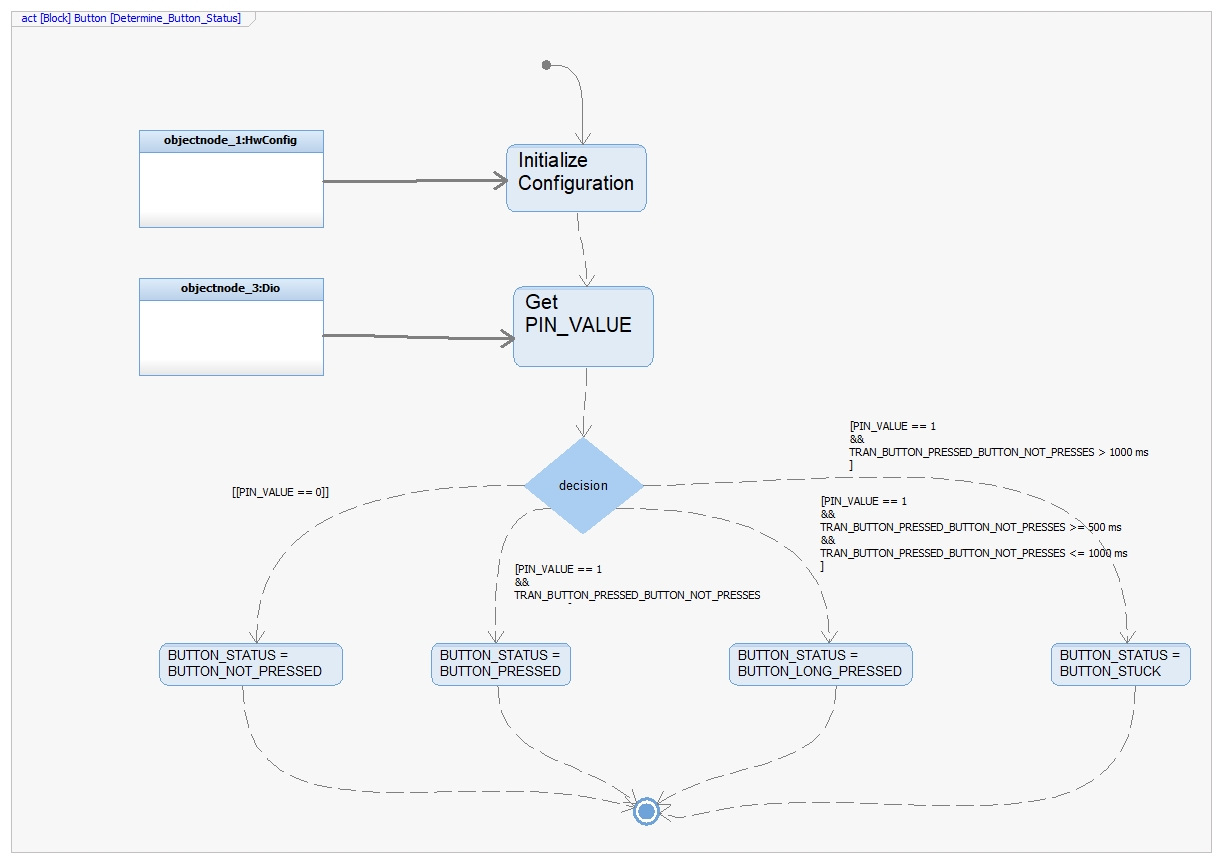 act [Block] Button [Determine_Button_Status]
objectnode_1:HwConfig
Initialize
Configuration
objectnode_3:Dio
Get
PIN_VALUE
decision
[PIN_VALUE == 1
&&
TRAN_BUTTON_PRESSED_BUTTON_NOT_PRESSES > 1000 ms
]
[[PIN_VALUE == 0]]
[PIN_VALUE == 1
&&
TRAN_BUTTON_PRESSED_BUTTON_NOT_PRESSES >= 500 ms
&&
TRAN_BUTTON_PRESSED_BUTTON_NOT_PRESSES <= 1000 ms
]
[PIN_VALUE == 1
&&
TRAN_BUTTON_PRESSED_BUTTON_NOT_PRESSES
BUTTON_STATUS =
BUTTON_NOT_PRESSED
BUTTON_STATUS =
BUTTON_PRESSED
BUTTON_STATUS =
BUTTON_LONG_PRESSED
BUTTON_STATUS =
BUTTON_STUCK